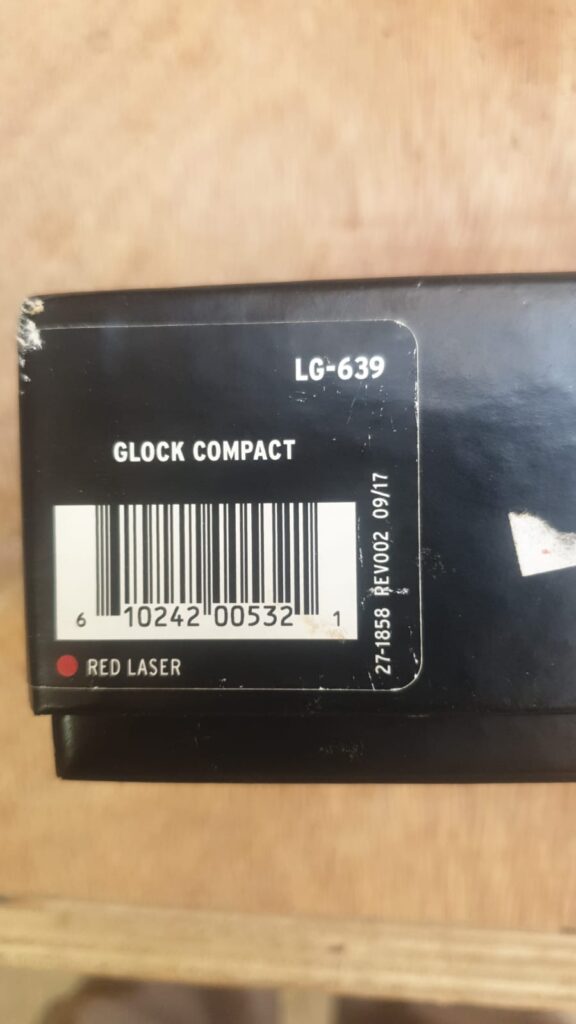 LG-639
GLOCK COMPACT
6 10242 00532 1
RED LASER
27-1858 REV002 09/17